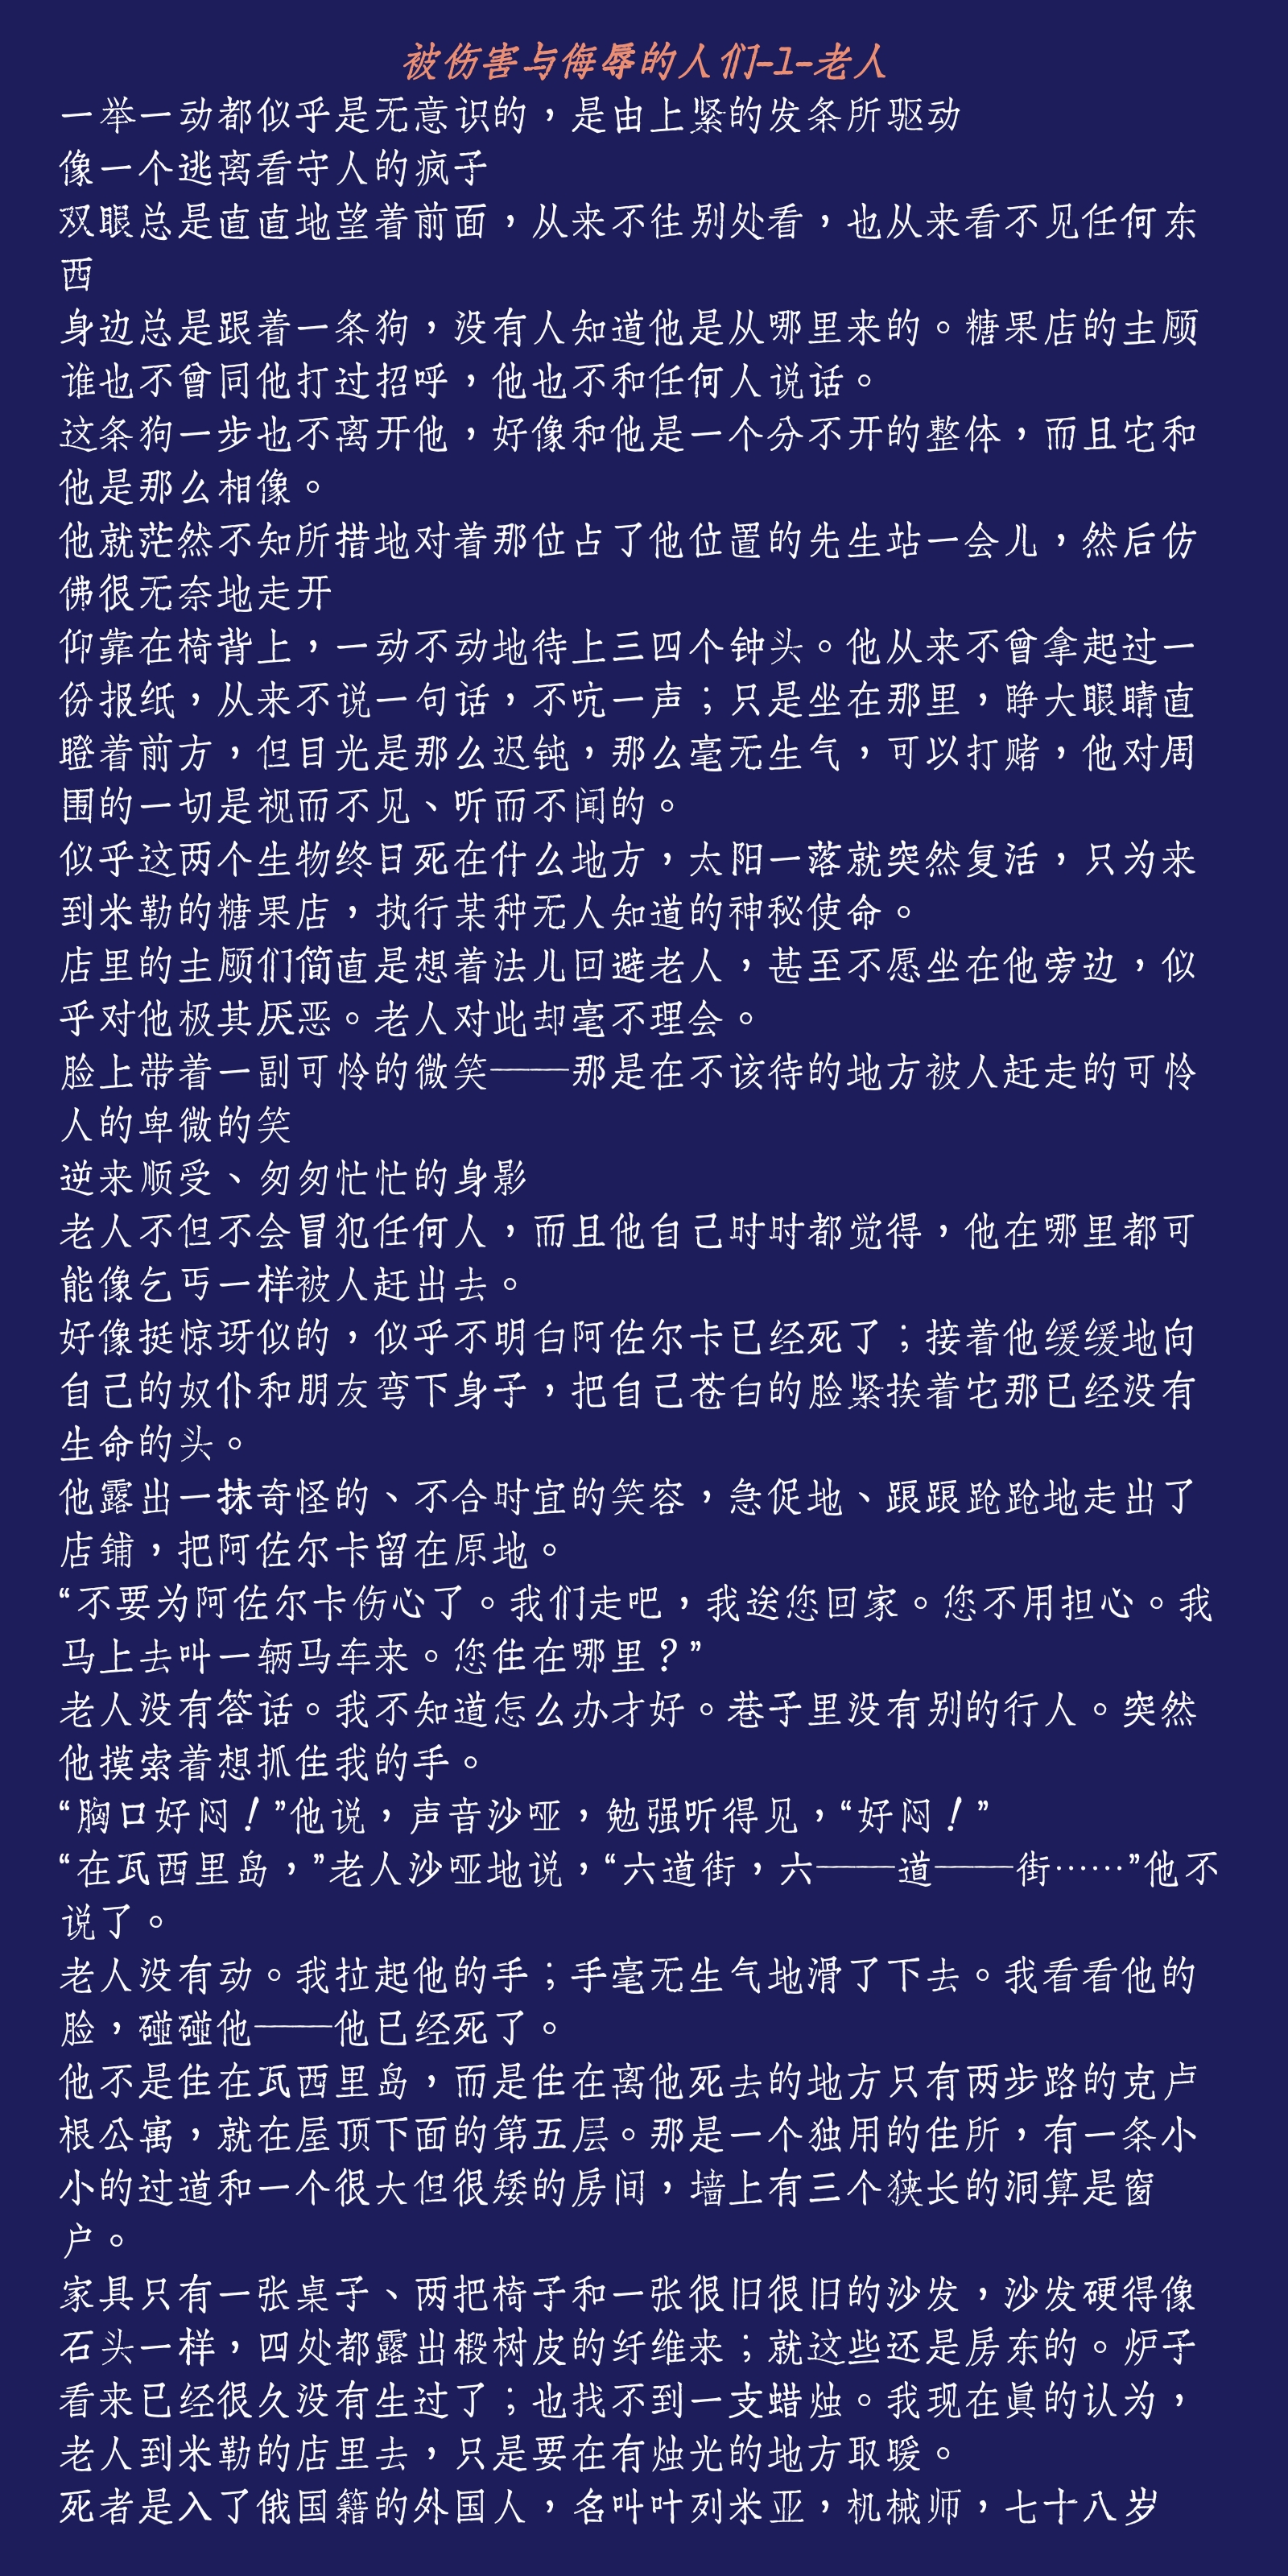 被伤害与侮辱的人们-1-老人
一举一动都似乎是无意识的，是由上紧的发条所驱动
像一个逃离看守人的疯子
双眼总是直直地望着前面，从来不往别处看，也从来看不见任何东
西
身边总是跟着一条狗，没有人知道他是从哪里来的。糖果店的主顾
谁也不曾同他打过招呼，他也不和任何人说话。
这条狗一步也不离开他，好像和他是一个分不开的整体，而且它和
他是那么相像。
他就茫然不知所措地对着那位占了他位置的先生站一会儿，然后仿
佛很无奈地走开
仰靠在椅背上，一动不动地待上三四个钟头。他从来不曾拿起过一
份报纸，从来不说一句话，不吭一声；只是坐在那里，睁大眼睛直
瞪着前方，但目光是那么迟钝，那么毫无生气，可以打赌，他对周
围的一切是视而不见、听而不闻的。
似乎这两个生物终日死在什么地方，太阳一落就突然复活，只为来
到米勒的糖果店，执行某种无人知道的神秘使命。
店里的主顾们简直是想着法儿回避老人，甚至不愿坐在他旁边，似
乎对他极其厌恶。老人对此却毫不理会。
脸上带着一副可怜的微笑——那是在不该待的地方被人赶走的可怜
人的卑微的笑
逆来顺受、匆匆忙忙的身影
老人不但不会冒犯任何人，而且他自己时时都觉得，他在哪里都可
能像乞丐一样被人赶出去。
好像挺惊讶似的，似乎不明白阿佐尔卡已经死了；接着他缓缓地向
自己的奴仆和朋友弯下身子，把自己苍白的脸紧挨着它那已经没有
生命的头。
他露出一抹奇怪的、不合时宜的笑容，急促地、踉踉跄跄地走出了
店铺，把阿佐尔卡留在原地。
“不要为阿佐尔卡伤心了。我们走吧，我送您回家。您不用担心。我
马上去叫一辆马车来。您住在哪里？”
老人没有答话。我不知道怎么办才好。巷子里没有别的行人。突然
他摸索着想抓住我的手。
“胸口好闷！”他说，声音沙哑，勉强听得见，“好闷！”
“在瓦西里岛，”老人沙哑地说，“六道街，六——道——街……”他不
说了。
老人没有动。我拉起他的手；手毫无生气地滑了下去。我看看他的
脸，碰碰他——他已经死了。
他不是住在瓦西里岛，而是住在离他死去的地方只有两步路的克卢
根公寓，就在屋顶下面的第五层。那是一个独用的住所，有一条小
小的过道和一个很大但很矮的房间，墙上有三个狭长的洞算是窗
户。
家具只有一张桌子、两把椅子和一张很旧很旧的沙发，沙发硬得像
石头一样，四处都露出椴树皮的纤维来；就这些还是房东的。炉子
看来已经很久没有生过了；也找不到一支蜡烛。我现在真的认为，
老人到米勒的店里去，只是要在有烛光的地方取暖。
死者是入了俄国籍的外国人，名叫叶列米亚，机械师，七十八岁